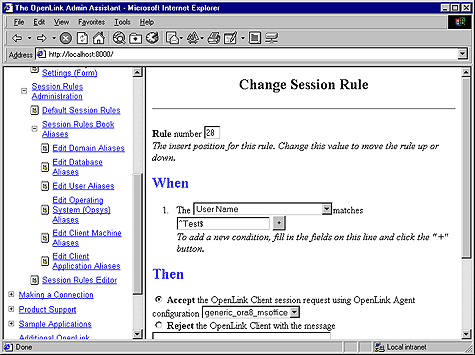 The OpenLink Admin Assistant - Microsoft Internet Explorer
File Edit View Favorites Tools Help
Address http://localhost:8000/
Settings (Form)
Session Rules
Administration
Default Session Rules
Session Rules Book
Aliases
Edit Domain Aliases
Edit Database
Aliases
Edit User Aliases
Edit Operating
System (Opsys)
Aliases
Edit Client Machine
Aliases
Edit Client
Application Aliases
Session Rules Editor
Making a Connection
Product Support
Sample Applications
Additional OpenLink
Change Session Rule
Rule number 28
The insert position for this rule. Change this value to move the rule up or
down.
When
1. The User Name matches
^Test$ +
To add a new condition, fill in the fields on this line and click the "+"
button.
Then
Accept the OpenLink Client session request using OpenLink Agent
configuration generic_ora8_msoffice
Reject the OpenLink Client with the message
Done Local intranet